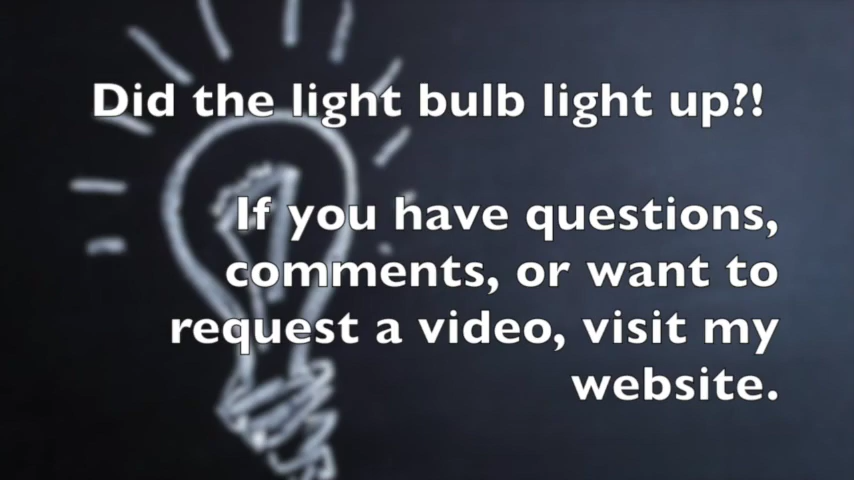 Did the light bulb light up?!
If you have questions,
comments, or want to
request a video, visit my
website.